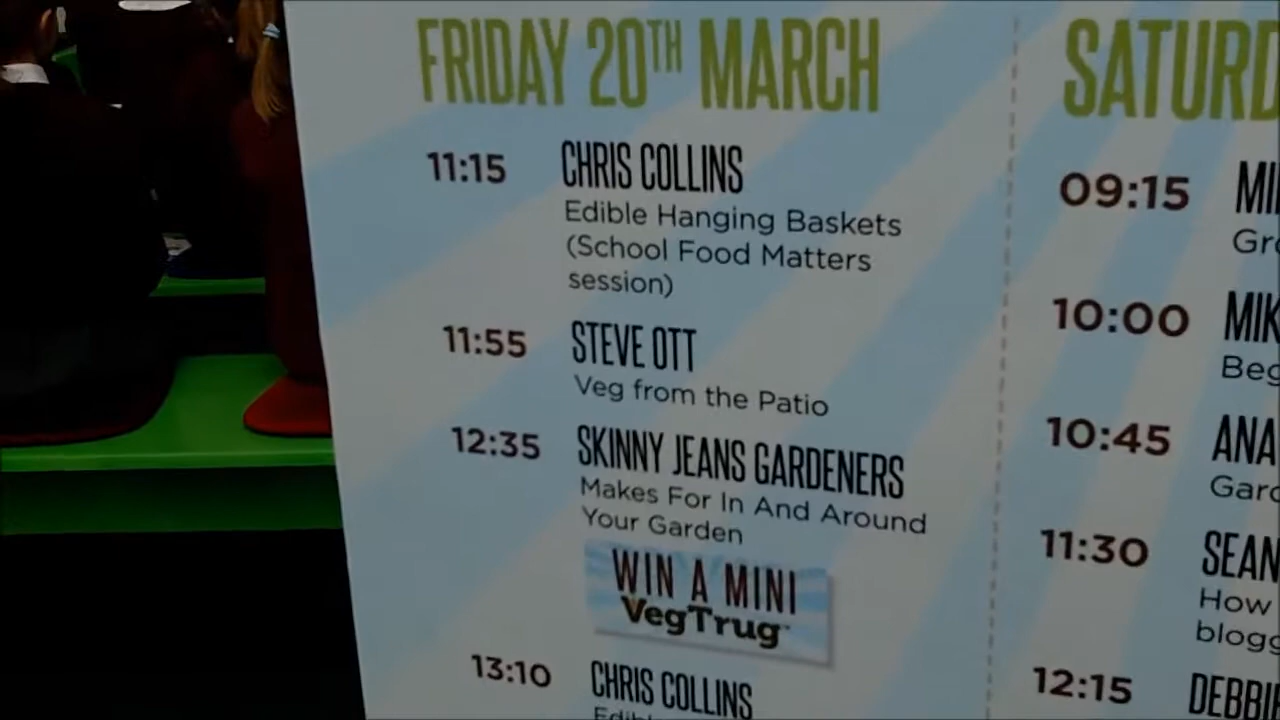 FRIDAY 20TH MARCH
11:15 CHRIS COLLINS
Edible Hanging Baskets
(School Food Matters
session)
11:55 STEVE OTT
Veg from the Patio
12:35 SKINNY JEANS GARDENERS
Makes For In And Around
Your Garden
WIN A MINI
VegTrug
13:10 CHRIS COLLINS
09:15
10:00
10:45
11:30 SEAN
How
12:15